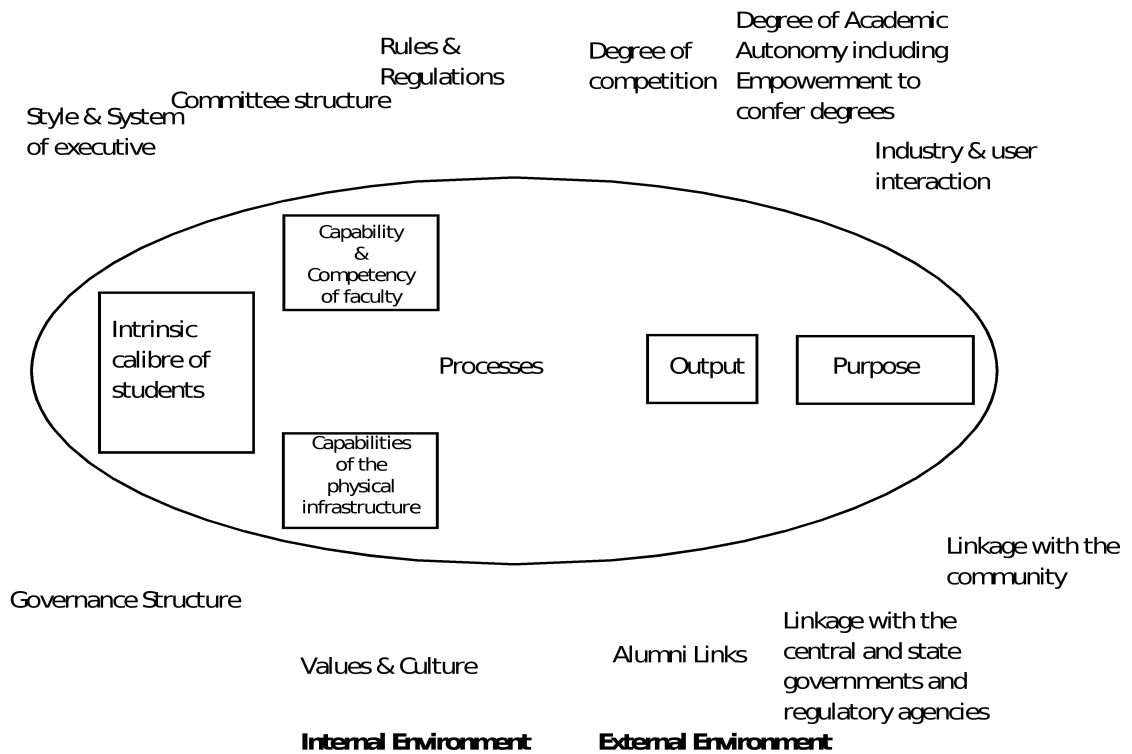 Degree of Academic
Autonomy including
Empowerment to
confer degrees
Rules &
Regulations
Degree of
competition
Committee structure
Style & System
of executive
Industry & user
interaction
Capability
&
Competency
of faculty
Intrinsic
calibre of
students
Processes
Output
Purpose
Capabilities
of the
physical
infrastructure
Linkage with the
community
Governance Structure
Linkage with the
central and state
governments and
regulatory agencies
Alumni Links
Values & Culture
Internal Environment
External Environment